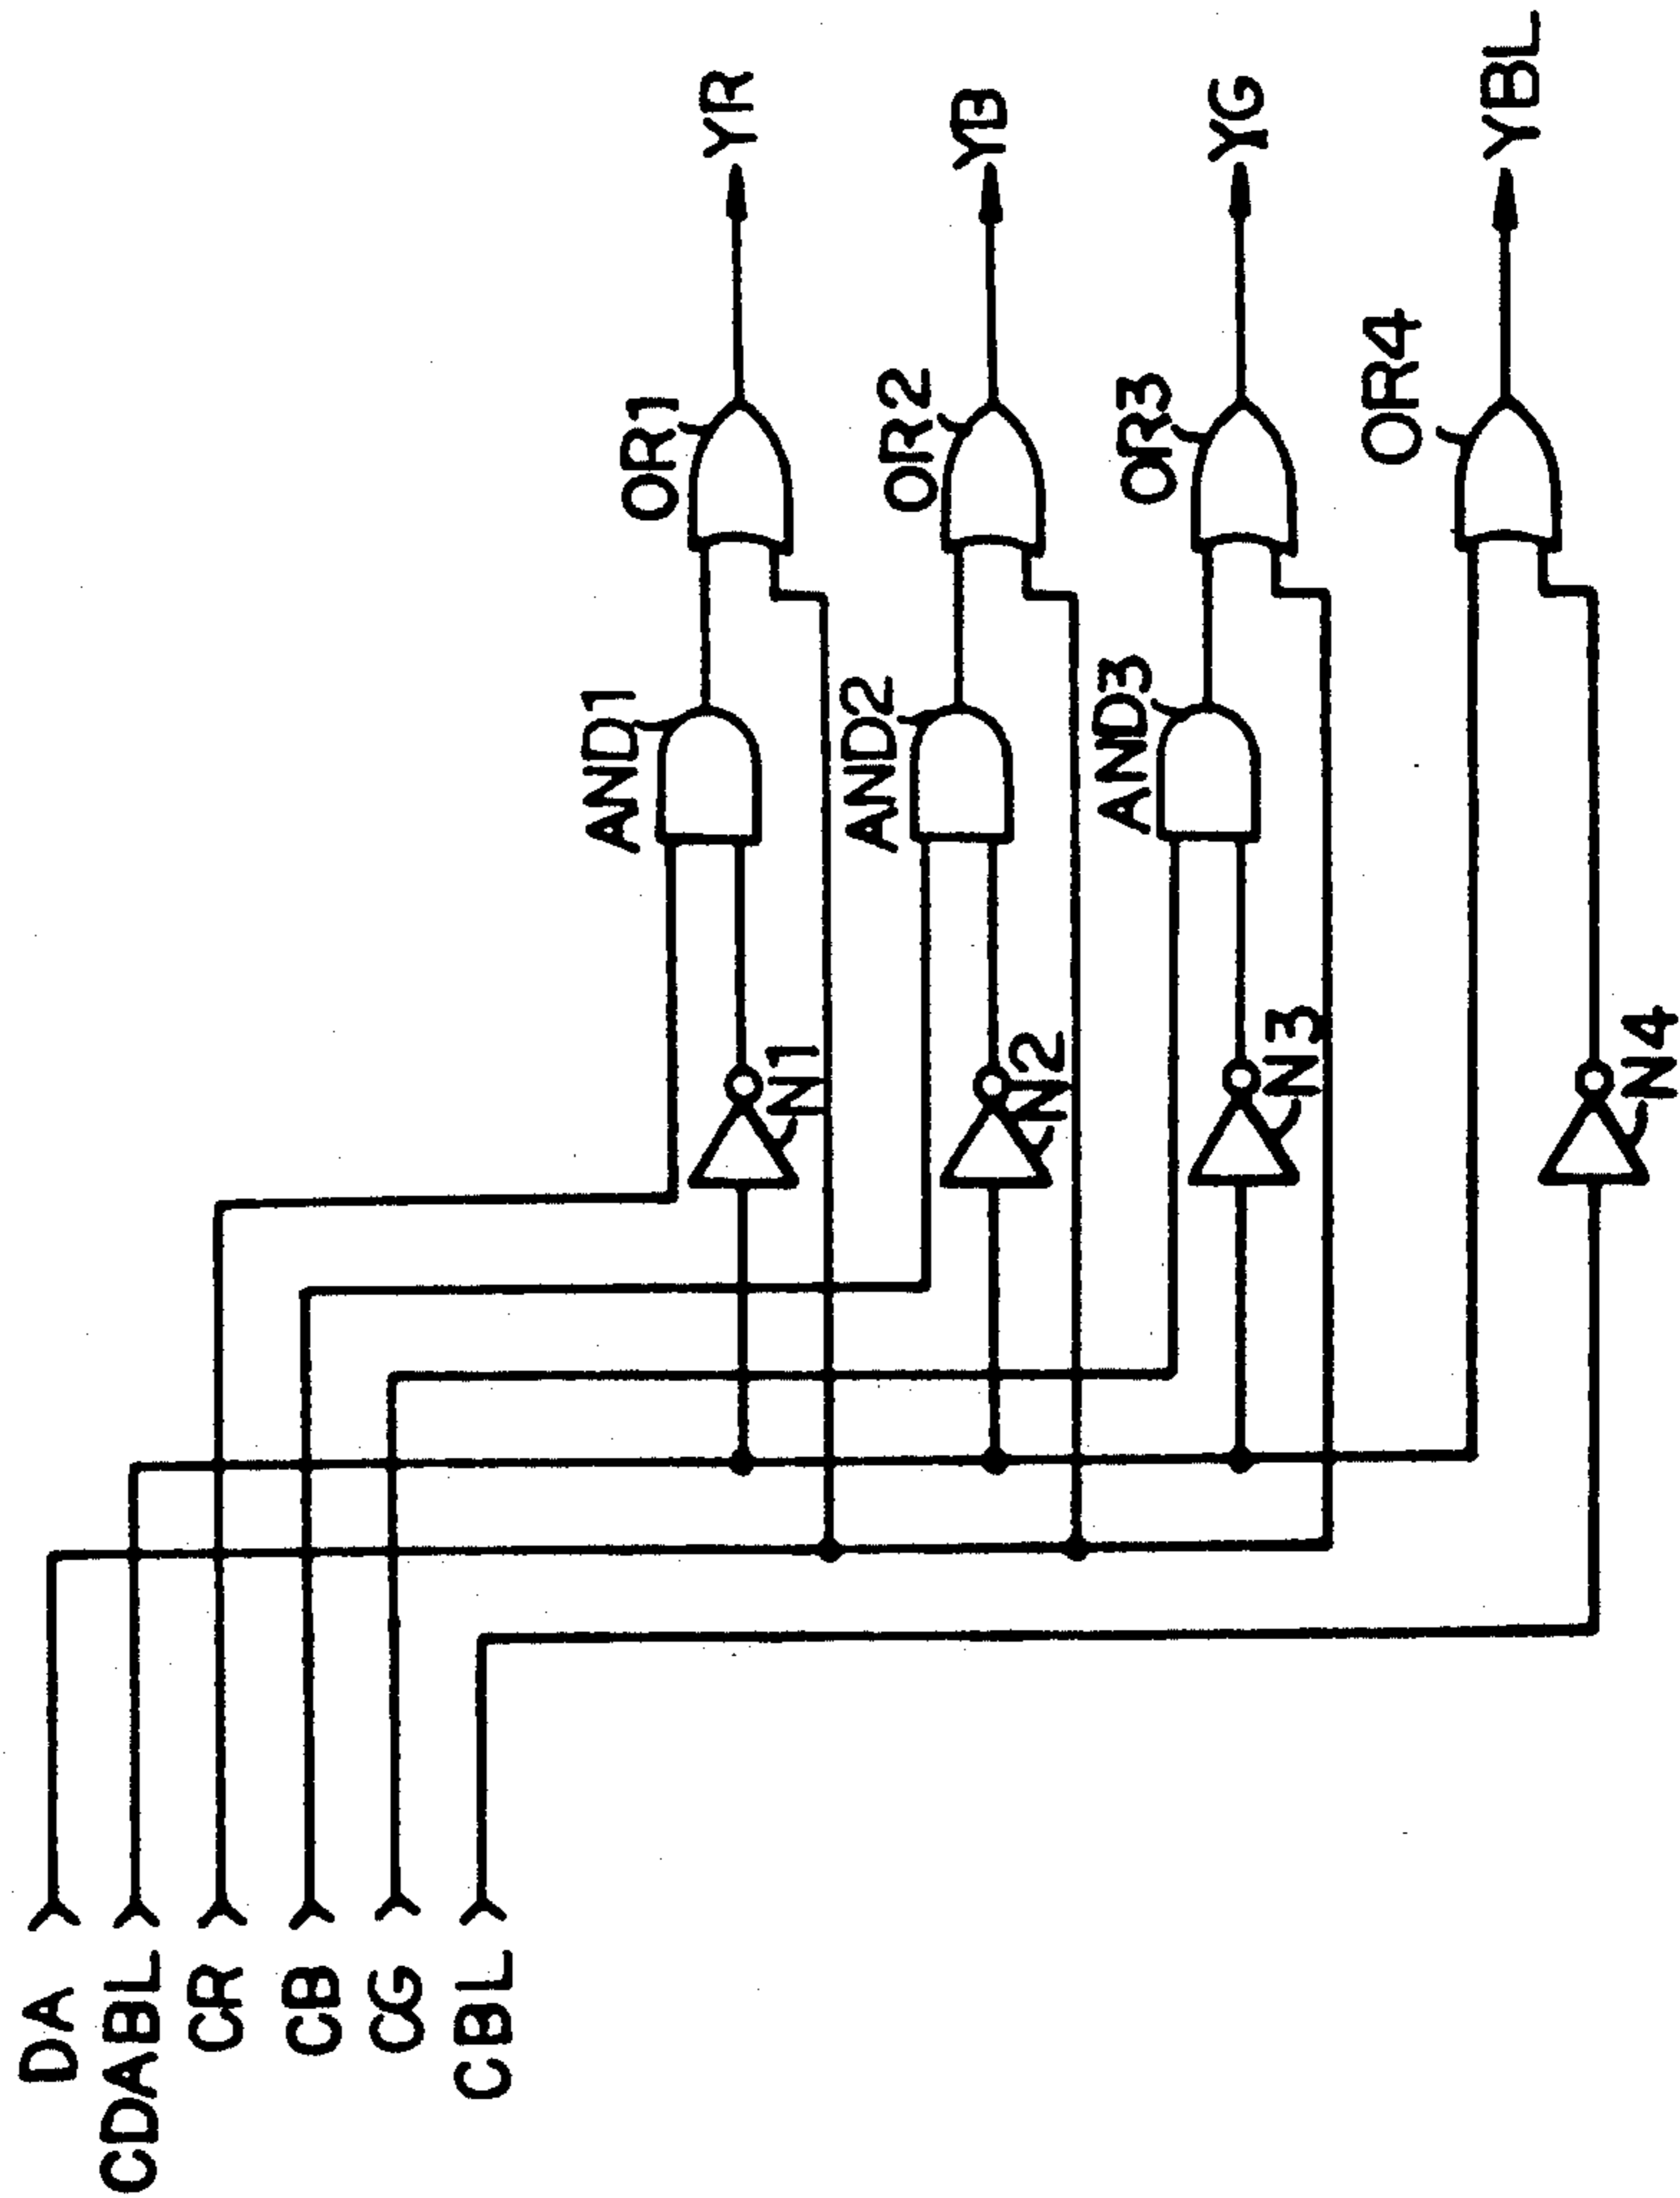 DA
CDABL
CR
CB
CG
CBL
N1
N2
N3
N4
AND1
AND2
AND3
OR1
OR2
OR3
OR4
YR
YB
YG
YBL